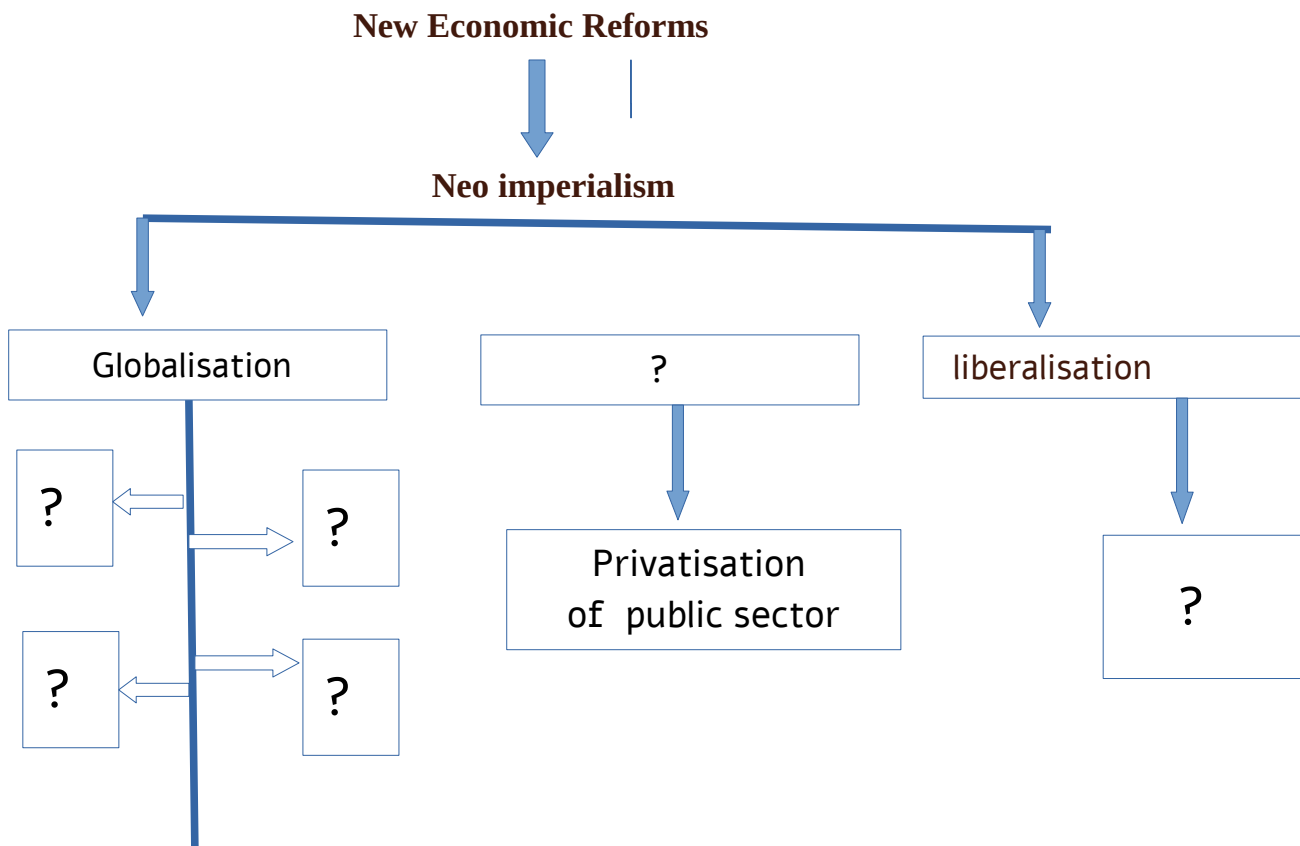 New Economic Reforms
Neo imperialism
Globalisation
?
liberalisation
?
?
Privatisation
of public sector
?
?
?